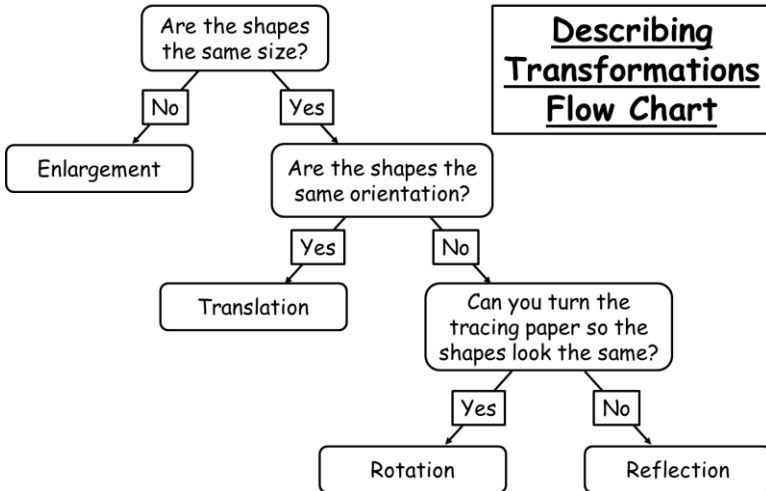 Describing
Transformations
Flow Chart
Are the shapes
the same size?
No
Yes
Enlargement
Are the shapes the
same orientation?
Yes
No
Translation
Can you turn the
tracing paper so the
shapes look the same?
Yes
No
Rotation
Reflection